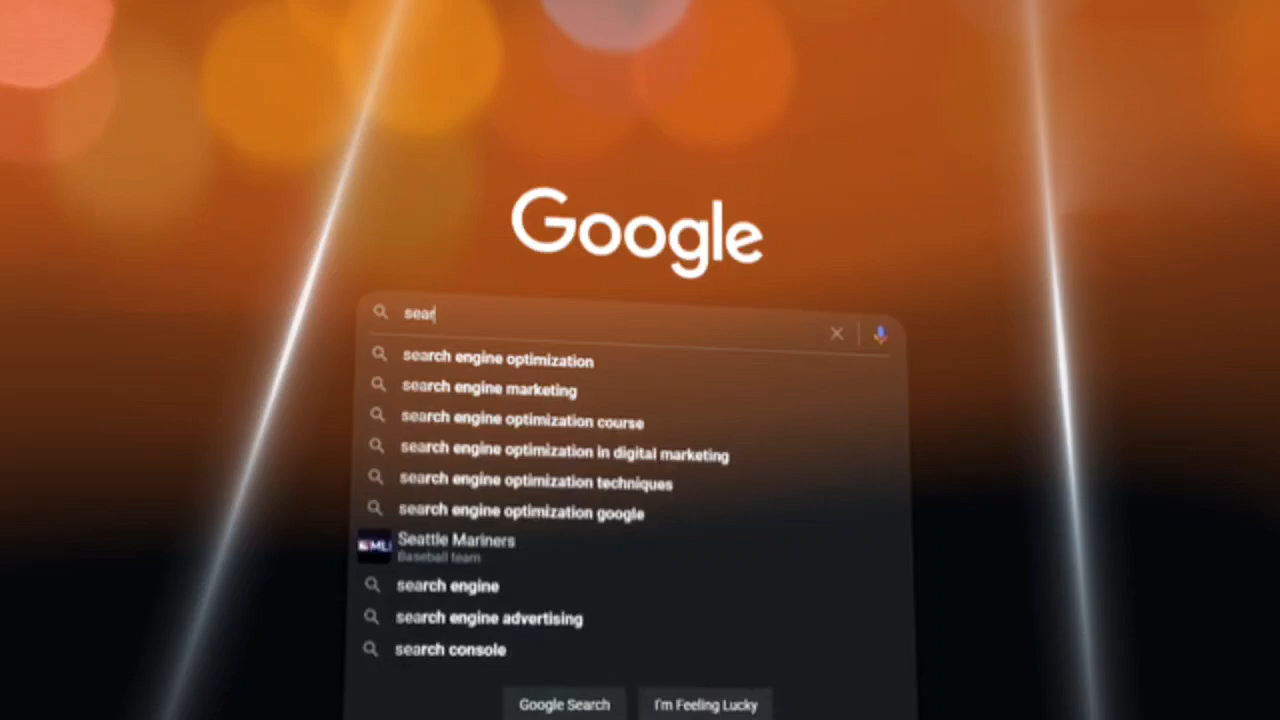 Google
sear
search engine optimization
search engine marketing
search engine optimization course
search engine optimization in digital marketing
search engine optimization techniques
search engine optimization google
Seattle Mariners
Baseball team
search engine
search engine advertising
search console
Google Search
I'm Feeling Lucky